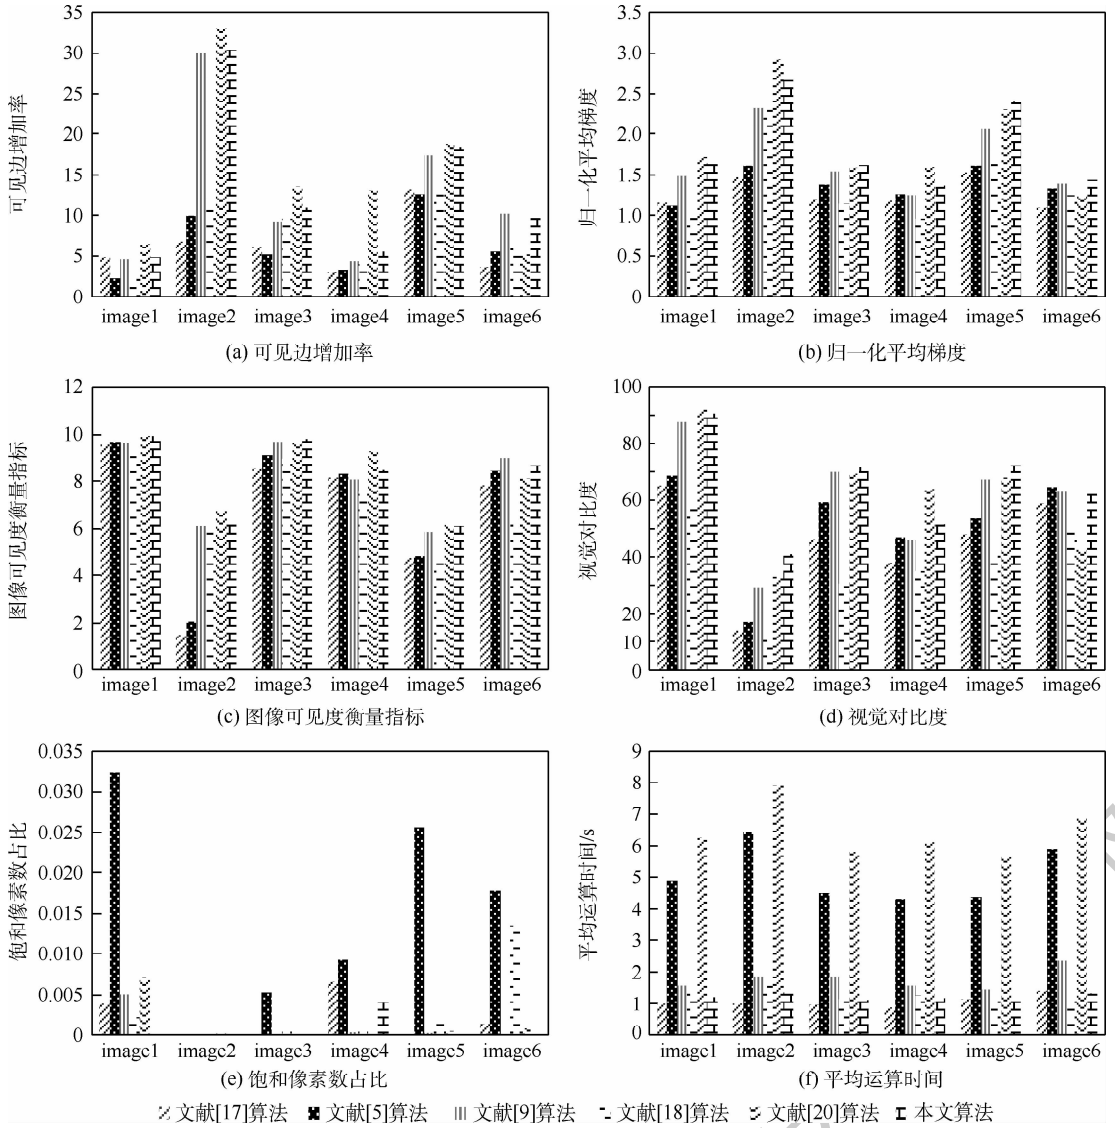 可见边增加率
35
30
25
20
15
10
5
0
image1 image2 image3 image4 image5 image6
(a) 可见边增加率
归一化平均梯度
3.5
3.0
2.5
2.0
1.5
1.0
0.5
0
image1 image2 image3 image4 image5 image6
(b) 归一化平均梯度
图像可见度衡量指标
12
10
8
6
4
2
0
image1 image2 image3 image4 image5 image6
(c) 图像可见度衡量指标
视觉对比度
100
80
60
40
20
10
0
image1 image2 image3 image4 image5 image6
(d) 视觉对比度
饱和像素数占比
0.035
0.030
0.025
0.020
0.015
0.010
0.005
0
imagc1 imagc2 imagc3 imagc4 imagc5 imagc6
(e) 饱和像素数占比
平均运算时间/s
9
8
7
6
5
4
3
2
1
0
imagc1 imagc2 imagc3 imagc4 imagc5 imagc6
(f) 平均运算时间
文献[17]算法 文献[5]算法 文献[9]算法 文献[18]算法 文献[20]算法 本文算法